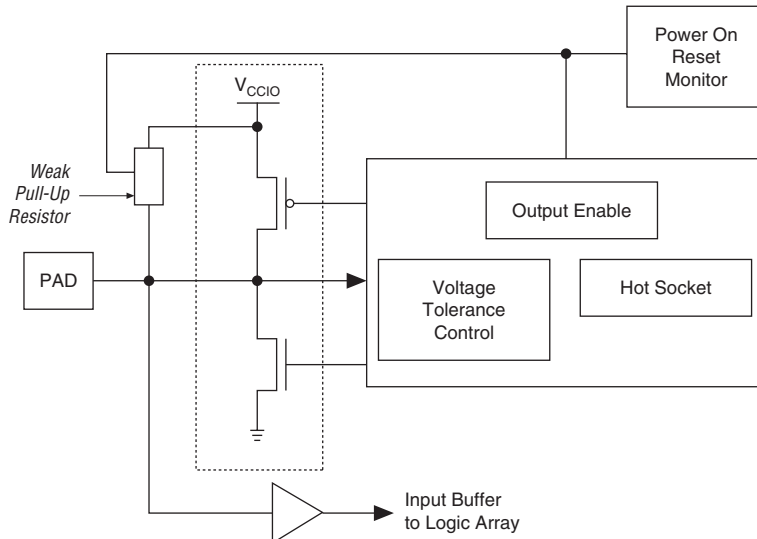 Power On
Reset
Monitor
V_CCIO
Weak
Pull-Up
Resistor
Output Enable
PAD
Voltage
Tolerance
Control
Hot Socket
Input Buffer
to Logic Array